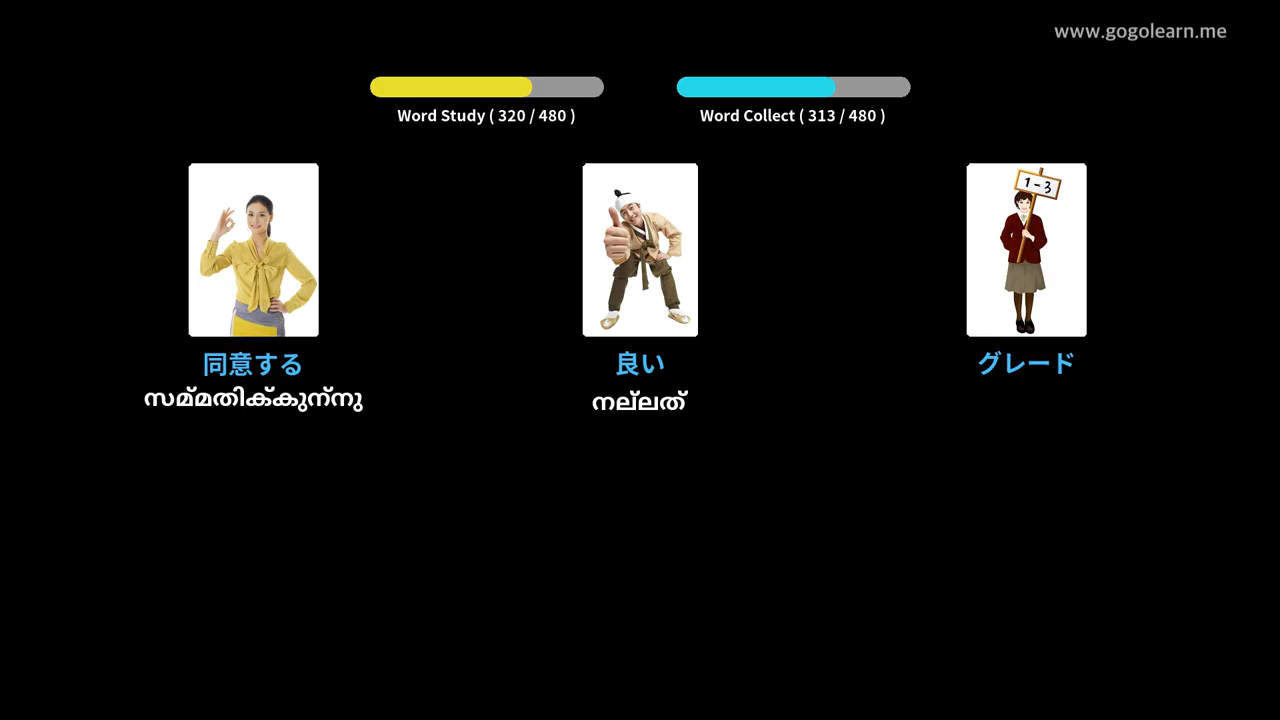 www.gogolearn.me
Word Study ( 320 / 480 )
Word Collect ( 313 / 480 )
1-3
同意する
良い
グレード
സമ്മതിക്കുന്നു
നല്ലത്